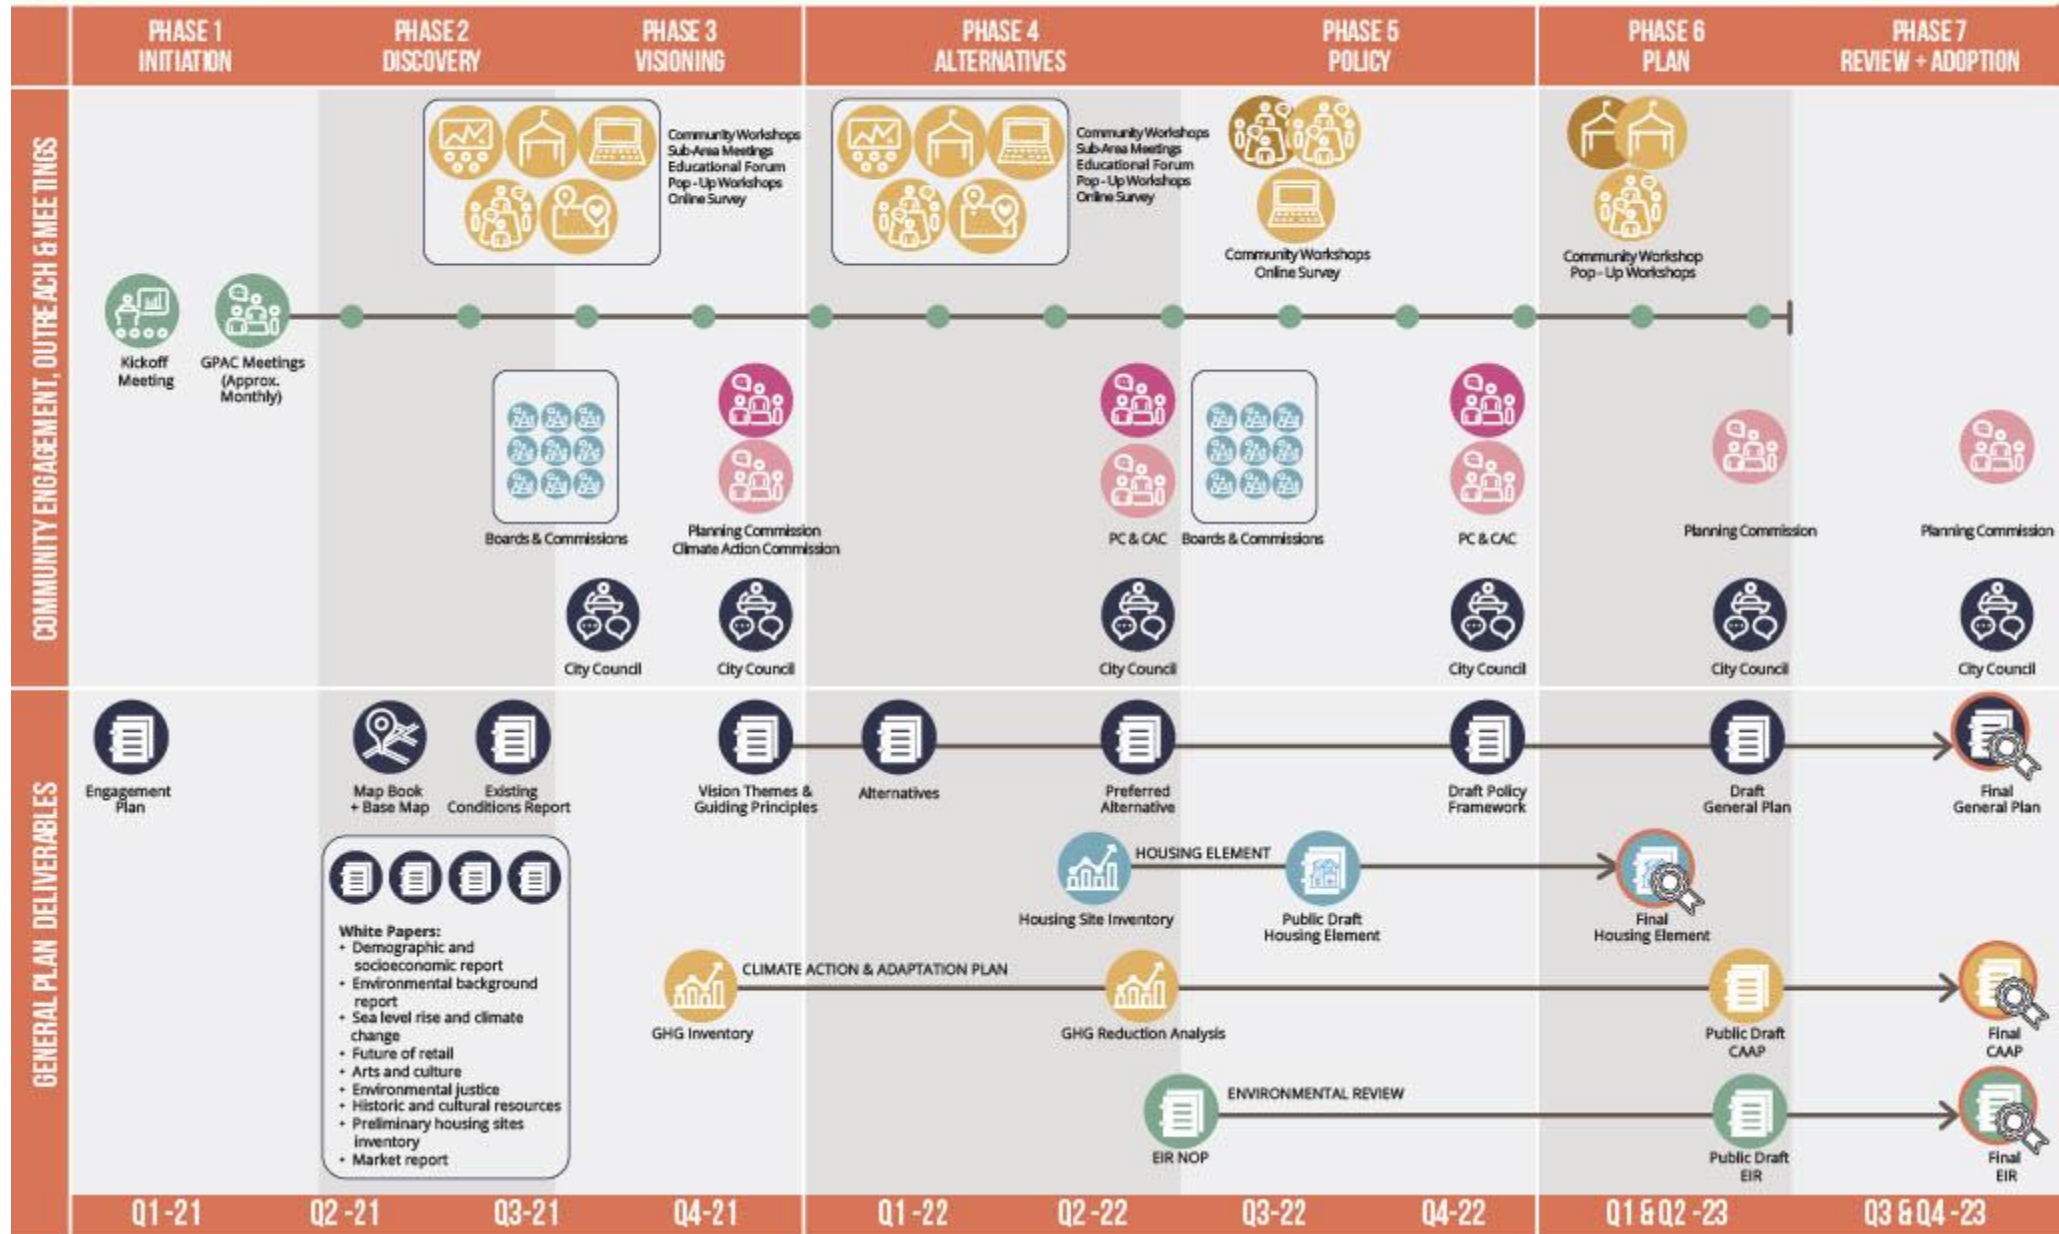 PHASE 1
INITIATION
PHASE 2
DISCOVERY
PHASE 3
VISIONING
PHASE 4
ALTERNATIVES
PHASE 5
POLICY
PHASE 6
PLAN
PHASE 7
REVIEW + ADOPTION
COMMUNITY ENGAGEMENT, OUTREACH & MEETINGS
Community Workshops
Sub-Area Meetings
Educational Forum
Pop-Up Workshops
Online Survey
Community Workshops
Sub-Area Meetings
Educational Forum
Pop-Up Workshops
Online Survey
Community Workshops
Online Survey
Community Workshop
Pop-Up Workshops
Kickoff
Meeting
GPAC Meetings
(Approx.
Monthly)
Boards & Commissions
Planning Commission
Climate Action Commission
PC & CAC
Boards & Commissions
PC & CAC
Planning Commission
Planning Commission
City Council
City Council
City Council
City Council
City Council
City Council
GENERAL PLAN DELIVERABLES
Engagement
Plan
Map Book
+ Base Map
Existing
Conditions Report
Vision Themes &
Guiding Principles
Alternatives
Preferred
Alternative
Draft Policy
Framework
Draft
General Plan
Final
General Plan
White Papers:
• Demographic and
socioeconomic report
• Environmental background
report
• Sea level rise and climate
change
• Future of retail
• Arts and culture
• Environmental justice
• Historic and cultural resources
• Preliminary housing sites
inventory
• Market report
HOUSING ELEMENT
Housing Site Inventory
Public Draft
Housing Element
Final
Housing Element
CLIMATE ACTION & ADAPTATION PLAN
GHG Inventory
GHG Reduction Analysis
Public Draft
CAAP
Final
CAAP
ENVIRONMENTAL REVIEW
EIR NOP
Public Draft
EIR
Final
EIR
Q1-21
Q2-21
Q3-21
Q4-21
Q1-22
Q2-22
Q3-22
Q4-22
Q1 & Q2-23
Q3 & Q4-23